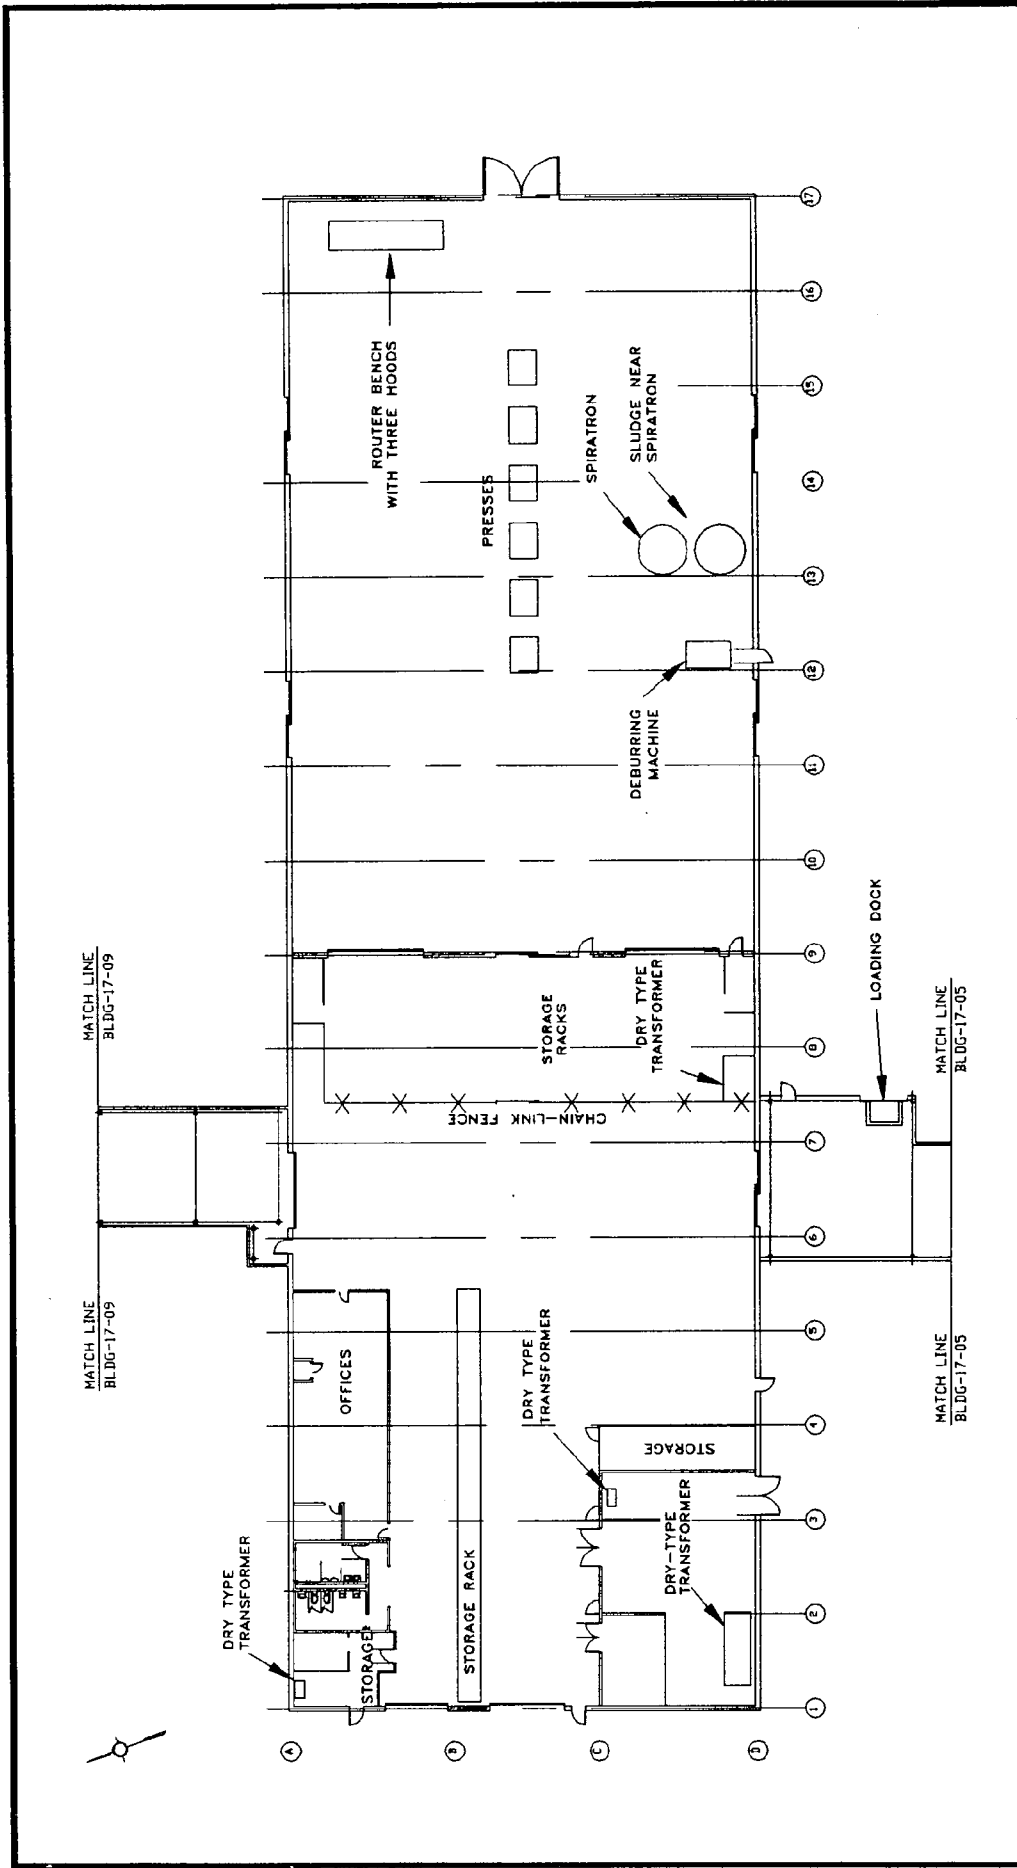 MATCH LINE
BLDG-17-09
MATCH LINE
BLDG-17-09
DRY TYPE
TRANSFORMER
OFFICES
STORAGE
STORAGE RACK
DRY TYPE
TRANSFORMER
STORAGE
DRY-TYPE
TRANSFORMER
CHAIN-LINK FENCE
STORAGE
RACKS
DRY TYPE
TRANSFORMER
ROUTER BENCH
WITH THREE HOODS
PRESSES
SPIRATRON
SLUDGE NEAR
SPIRATRON
DEBURRING
MACHINE
LOADING DOCK
MATCH LINE
BLDG-17-05
MATCH LINE
BLDG-17-05
A
B
C
D
1
2
3
4
5
6
7
8
9
10
11
12
13
14
15
16
17